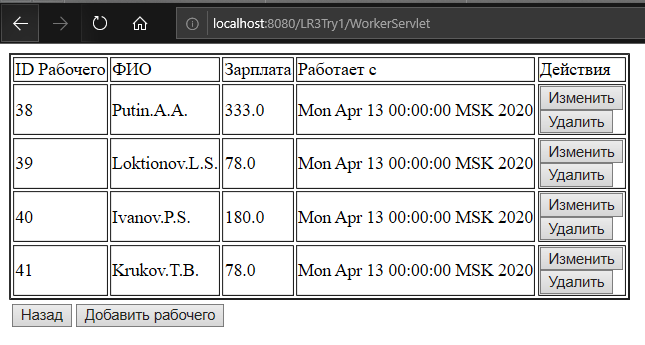 localhost:8080/LR3Try1/WorkerServlet
ID Рабочего ФИО Зарплата Работает с Действия
38 Putin.A.A. 333.0 Mon Apr 13 00:00:00 MSK 2020 Изменить
Удалить
39 Loktionov.L.S. 78.0 Mon Apr 13 00:00:00 MSK 2020 Изменить
Удалить
40 Ivanov.P.S. 180.0 Mon Apr 13 00:00:00 MSK 2020 Изменить
Удалить
41 Krukov.T.B. 78.0 Mon Apr 13 00:00:00 MSK 2020 Изменить
Удалить
Назад Добавить рабочего